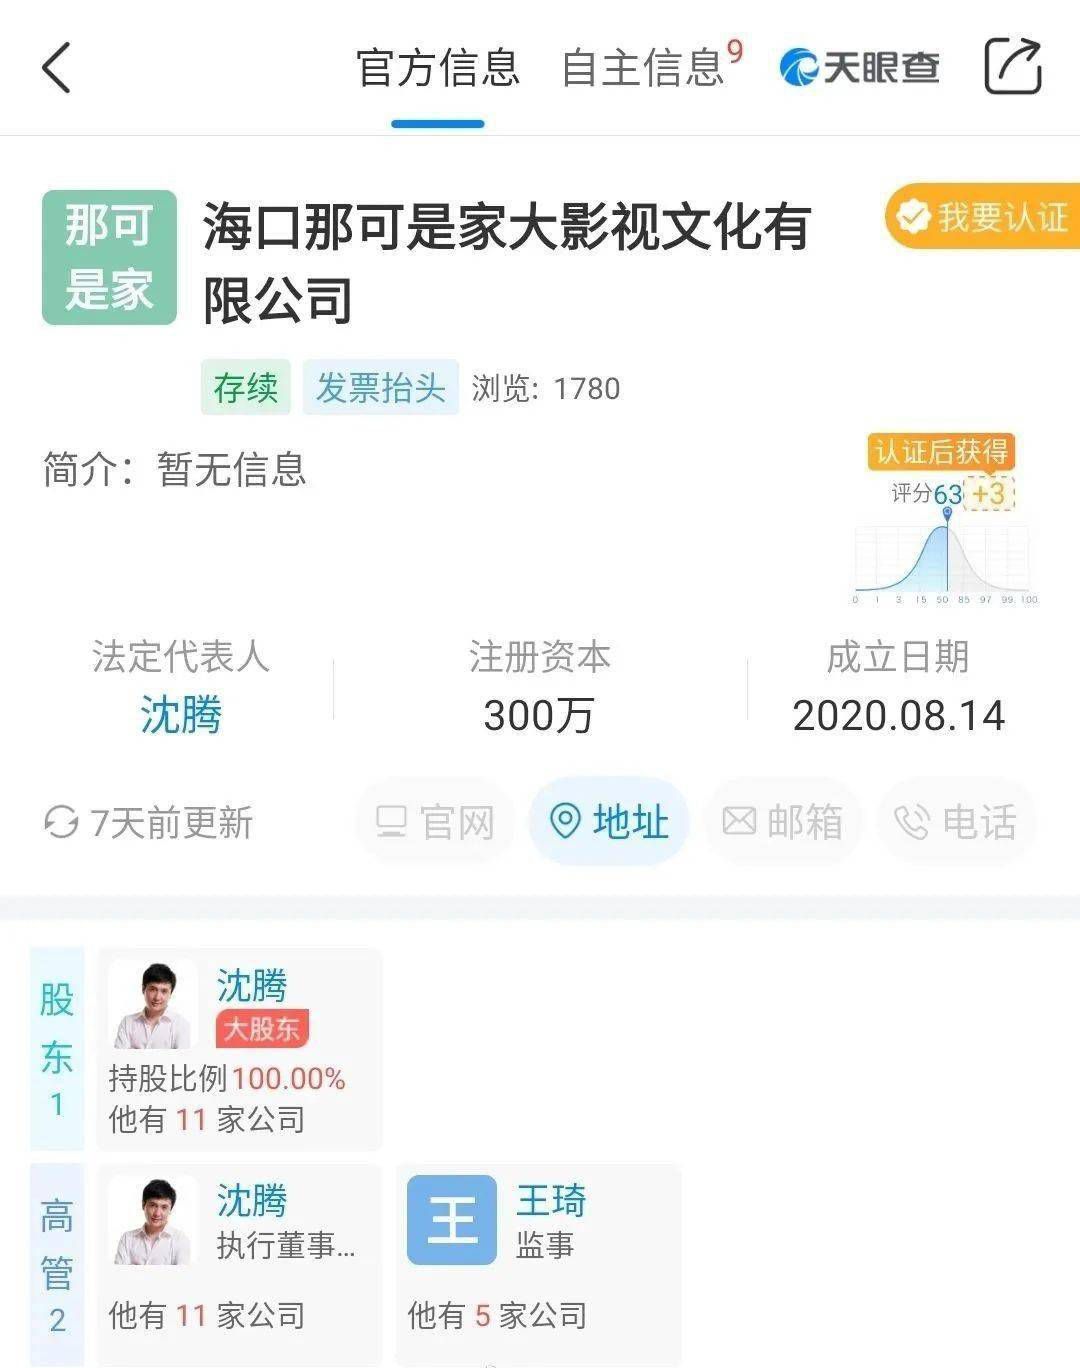 官方信息 自主信息 9 天眼查
那可
是家
海口那可是家大影视文化有
限公司
我要认证
存续 发票抬头 浏览: 1780
简介：暂无信息
认证后获得
评分63 +3
0 1 3 15 50 85 97 99 100
法定代表人 注册资本 成立日期
沈腾 300万 2020.08.14
7天前更新 官网 地址 邮箱 电话
股
东
1
沈腾
大股东
持股比例100.00%
他有 11 家公司
高
管
2
沈腾
执行董事...
他有 11 家公司
王
王琦
监事
他有 5 家公司